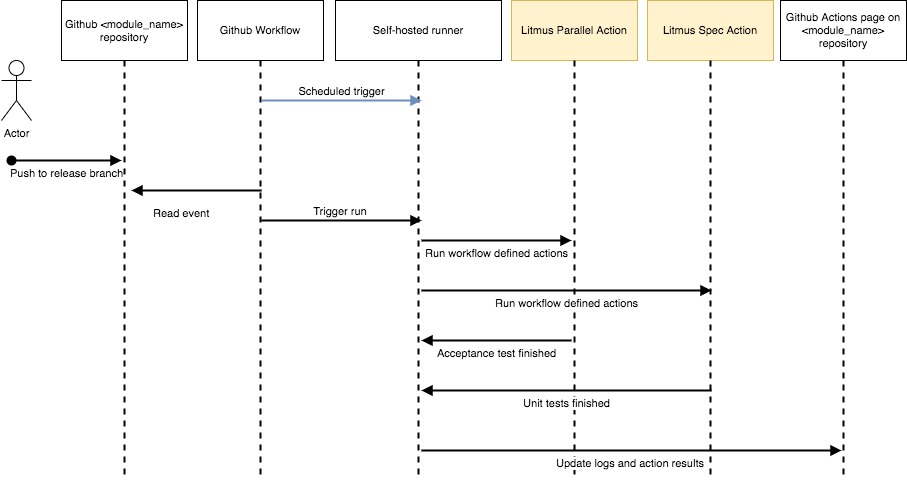 Github <module_name>
repository
Github Workflow
Self-hosted runner
Litmus Parallel Action
Litmus Spec Action
Github Actions page on
<module_name>
repository
Scheduled trigger
Actor
Push to release branch
Read event
Trigger run
Run workflow defined actions
Run workflow defined actions
Acceptance test finished
Unit tests finished
Update logs and action results